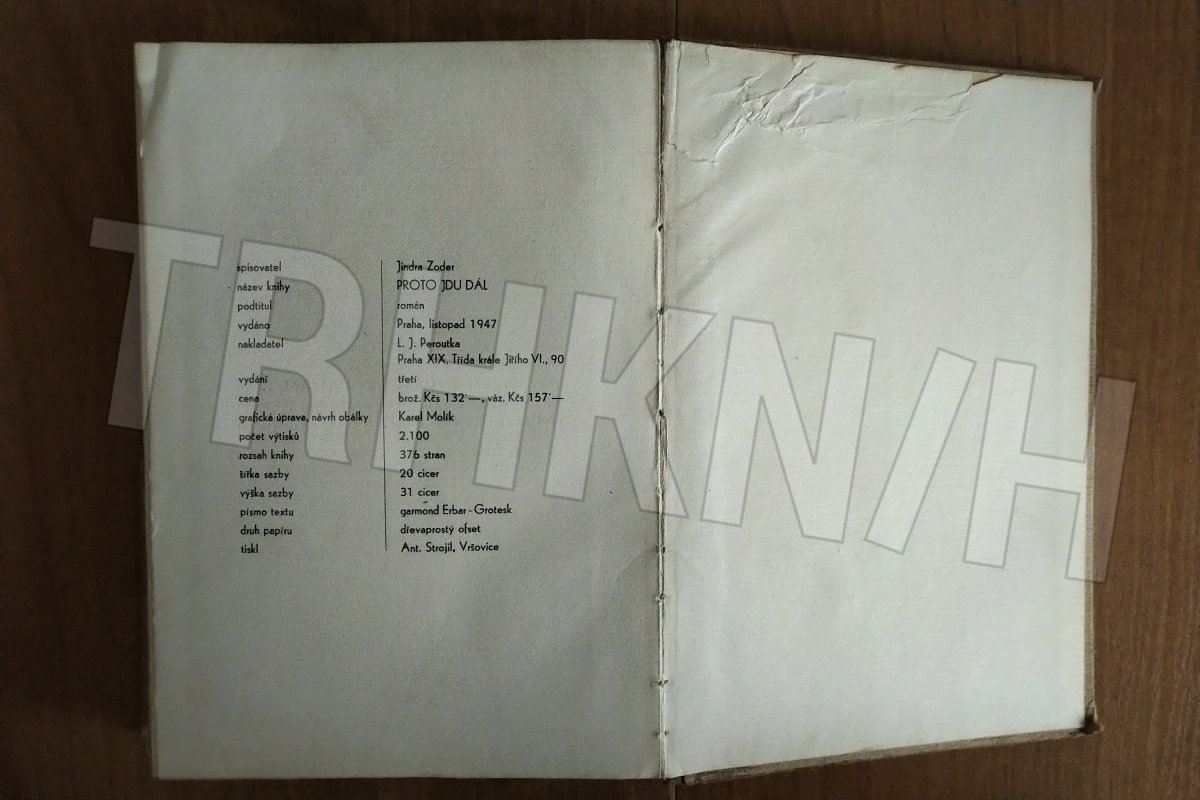 spisovatel Jindra Zoder
název knihy PROTO JDU DÁL
podtitul román
vydáno Praha, listopad 1947
nakladatel L. J. Peroutka
Praha XIX. Třída krále Jiřího VI., 90
vydání třetí
cena brož. Kčs 132·—, váz. Kčs 157·—
grafická úprava, návrh obálky Karel Molík
počet výtisků 2.100
rozsah knihy 376 stran
šířka sazby 20 cicer
výška sazby 31 cicer
písmo textu garmond Erbar - Grotesk
druh papíru dřevaprostý ofset
tiskl Ant. Strojil, Vršovice
TRHKNIH